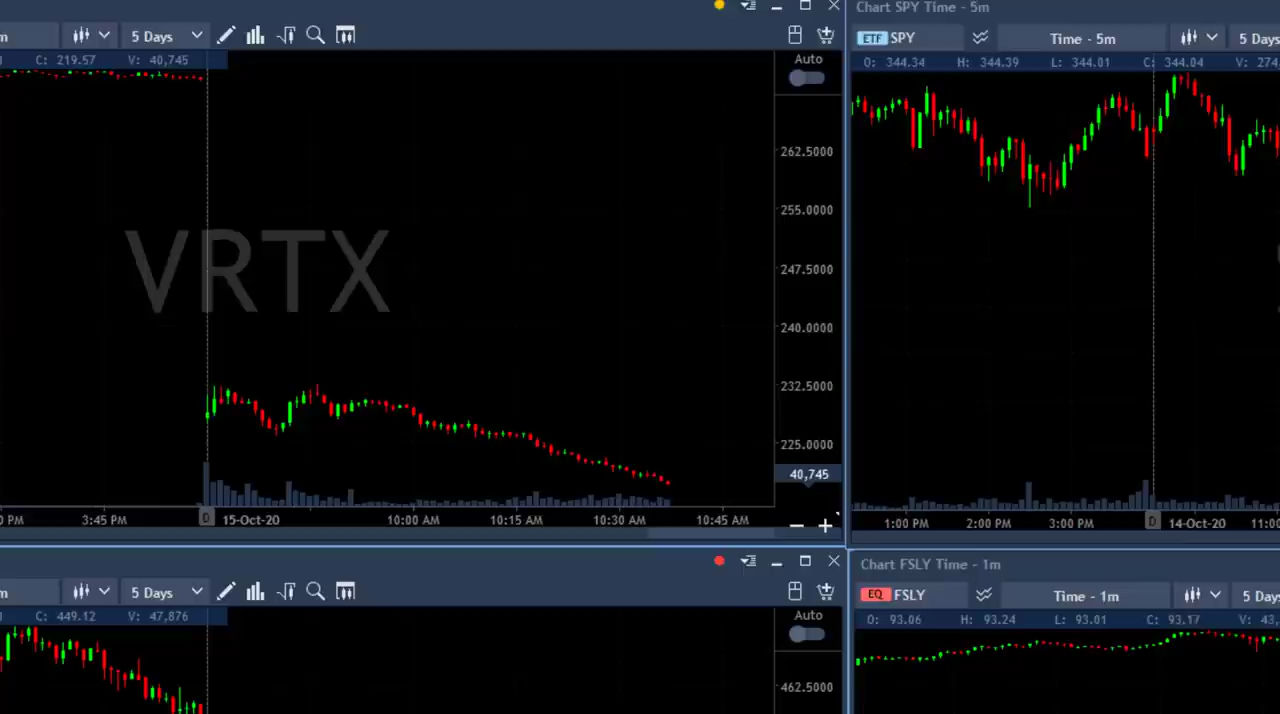 Chart SPY Time - 5m
5 Days
ETF SPY
Time - 5m
5 Days
C: 219.57 V: 40,745
Auto
O: 344.34 H: 344.39 L: 344.01 C: 344.04 V: 274.
VRTX
262.5000
255.0000
247.5000
240.0000
232.5000
225.0000
40,745
PM
3:45 PM
D
15-Oct-20
10:00 AM
10:15 AM
10:30 AM
10:45 AM
1:00 PM
2:00 PM
3:00 PM
D
14-Oct-20
11:00
Chart FSLY Time - 1m
5 Days
EQ FSLY
Time - 1m
5 Days
C: 449.12 V: 47,876
Auto
O: 93.06 H: 93.24 L: 93.01 C: 93.17 V: 43,
462.5000